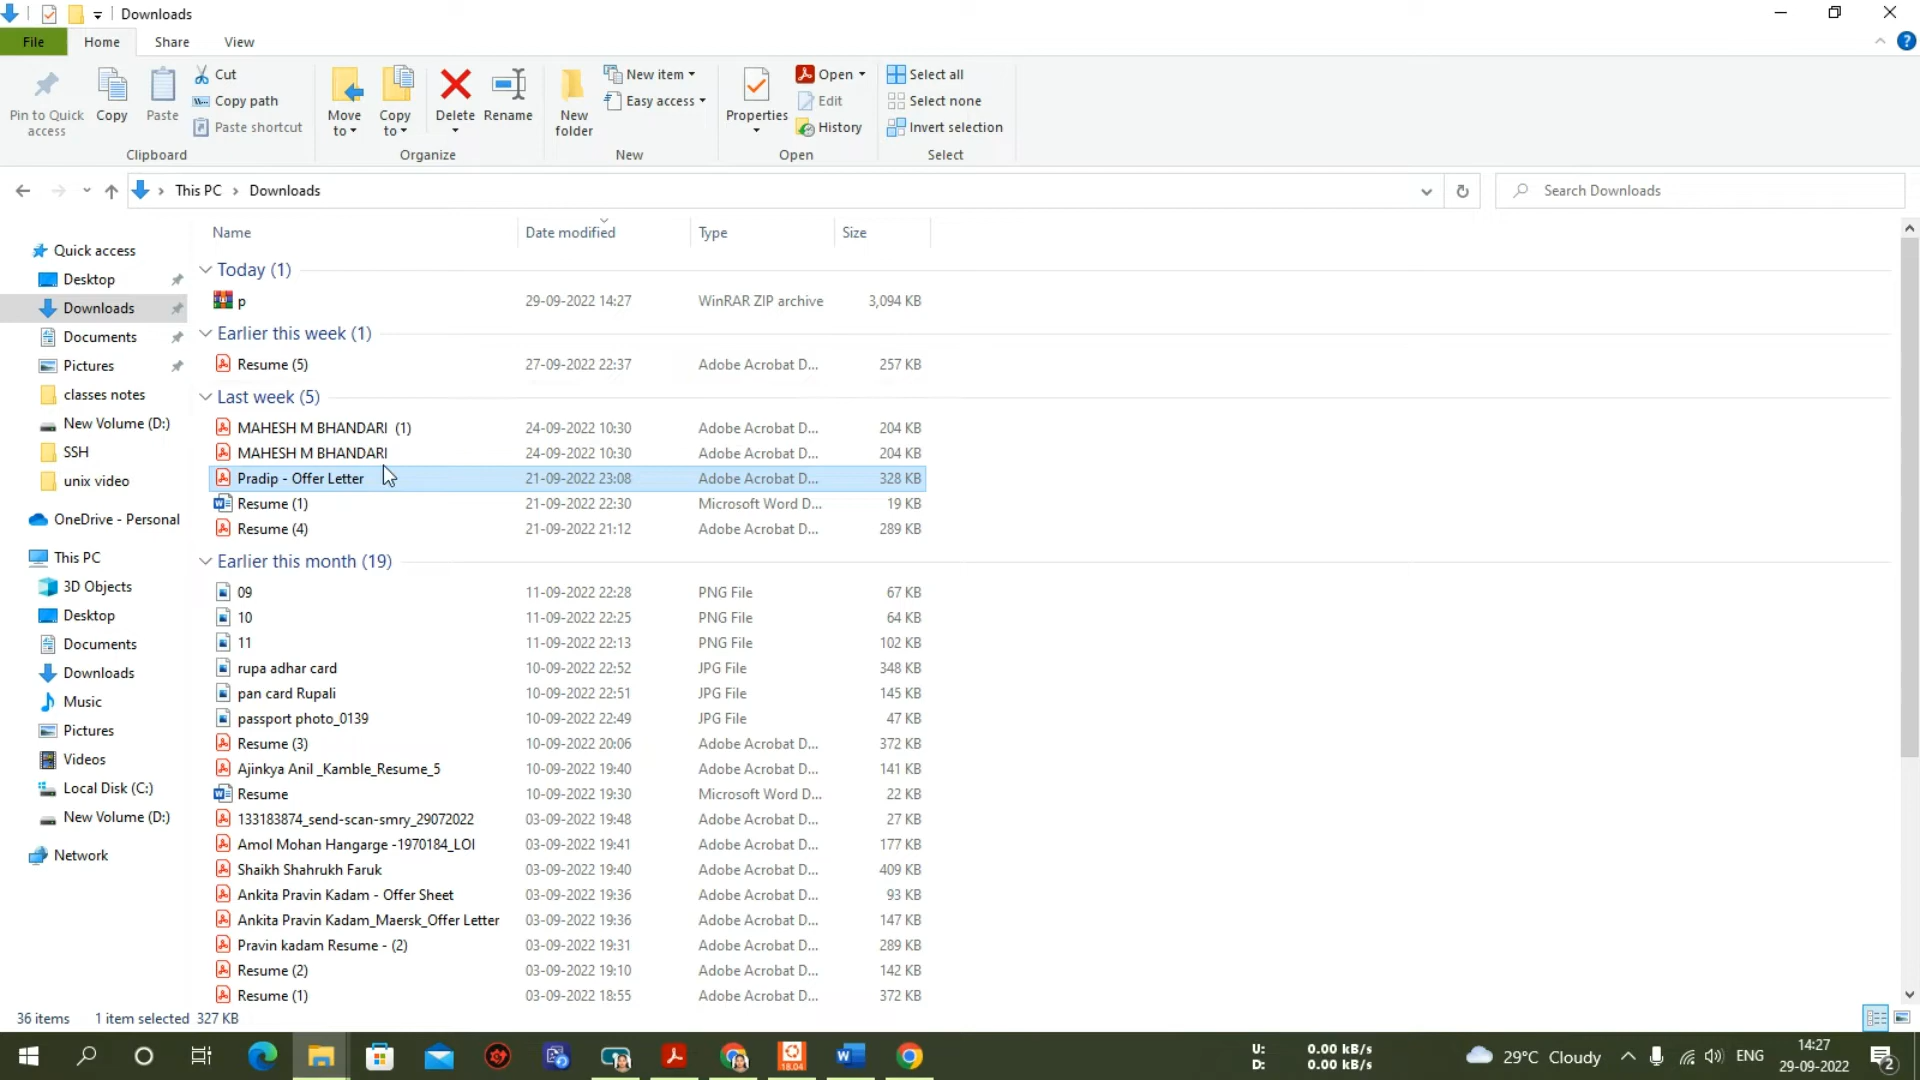 Downloads
File Home Share View
Pin to Quick access
Copy
Paste
Cut
Copy path
Paste shortcut
Clipboard
Move to
Copy to
Delete
Rename
Organize
New folder
New item
Easy access
New
Properties
Open
Edit
History
Open
Select all
Select none
Invert selection
Select
This PC > Downloads
Search Downloads
Quick access
Desktop
Downloads
Documents
Pictures
classes notes
New Volume (D:)
SSH
unix video
OneDrive - Personal
This PC
3D Objects
Desktop
Documents
Downloads
Music
Pictures
Videos
Local Disk (C:)
New Volume (D:)
Network
Name Date modified Type Size
Today (1)
p 29-09-2022 14:27 WinRAR ZIP archive 3,094 KB
Earlier this week (1)
Resume (5) 27-09-2022 22:37 Adobe Acrobat D... 257 KB
Last week (5)
MAHESH M BHANDARI (1) 24-09-2022 10:30 Adobe Acrobat D... 204 KB
MAHESH M BHANDARI 24-09-2022 10:30 Adobe Acrobat D... 204 KB
Pradip - Offer Letter 21-09-2022 23:08 Adobe Acrobat D... 328 KB
Resume (1) 21-09-2022 22:30 Microsoft Word D... 19 KB
Resume (4) 21-09-2022 21:12 Adobe Acrobat D... 289 KB
Earlier this month (19)
09 11-09-2022 22:28 PNG File 67 KB
10 11-09-2022 22:25 PNG File 64 KB
11 11-09-2022 22:13 PNG File 102 KB
rupa adhar card 10-09-2022 22:52 JPG File 348 KB
pan card Rupali 10-09-2022 22:51 JPG File 145 KB
passport photo_0139 10-09-2022 22:49 JPG File 47 KB
Resume (3) 10-09-2022 20:06 Adobe Acrobat D... 372 KB
Ajinkya Anil _Kamble_Resume_5 10-09-2022 19:40 Adobe Acrobat D... 141 KB
Resume 10-09-2022 19:30 Microsoft Word D... 22 KB
133183874_send-scan-smry_29072022 03-09-2022 19:48 Adobe Acrobat D... 27 KB
Amol Mohan Hangarge -1970184_LOI 03-09-2022 19:41 Adobe Acrobat D... 177 KB
Shaikh Shahrukh Faruk 03-09-2022 19:40 Adobe Acrobat D... 409 KB
Ankita Pravin Kadam - Offer Sheet 03-09-2022 19:36 Adobe Acrobat D... 93 KB
Ankita Pravin Kadam_Maersk_Offer Letter 03-09-2022 19:36 Adobe Acrobat D... 147 KB
Pravin kadam Resume - (2) 03-09-2022 19:31 Adobe Acrobat D... 289 KB
Resume (2) 03-09-2022 19:10 Adobe Acrobat D... 142 KB
Resume (1) 03-09-2022 18:55 Adobe Acrobat D... 372 KB
36 items 1 item selected 327 KB
18.04
U: 0.00 kB/s
D: 0.00 kB/s
29°C Cloudy
ENG
14:27
29-09-2022
2